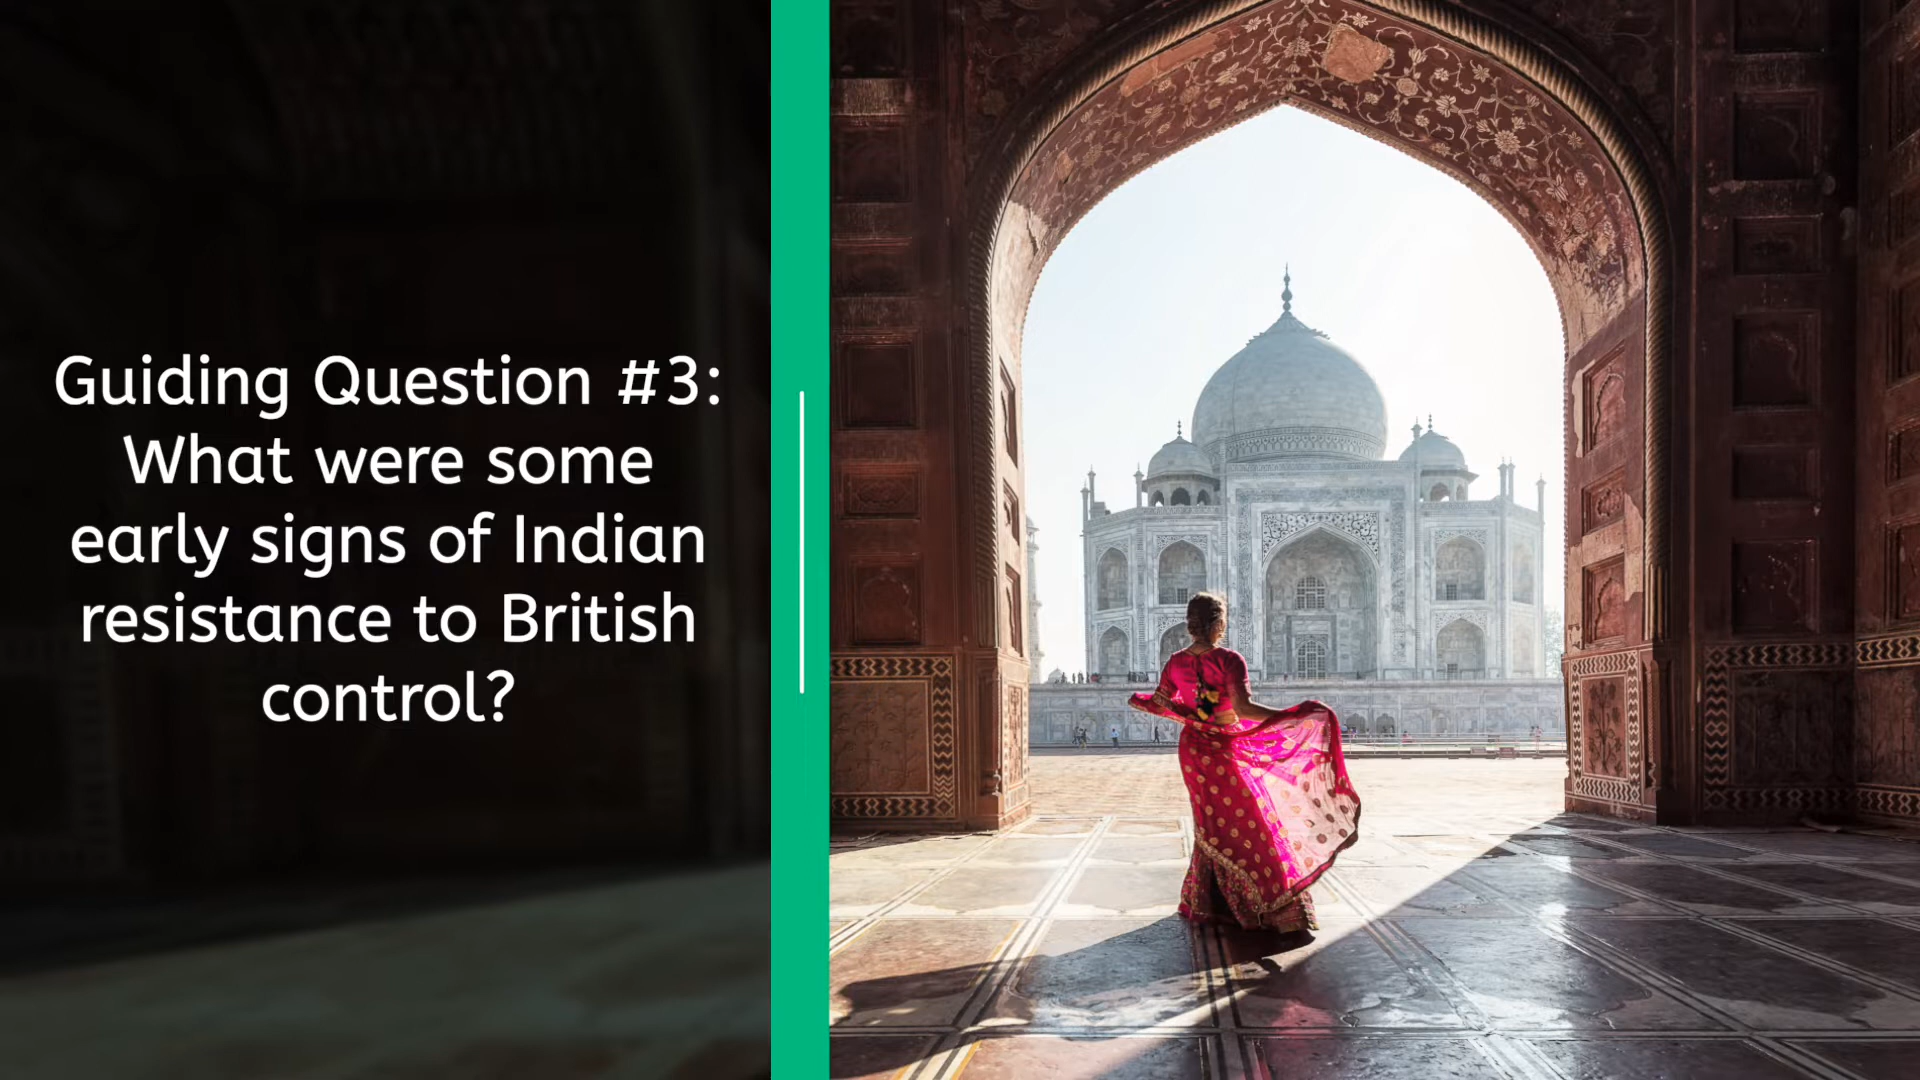 Guiding Question #3:
What were some
early signs of Indian
resistance to British
control?